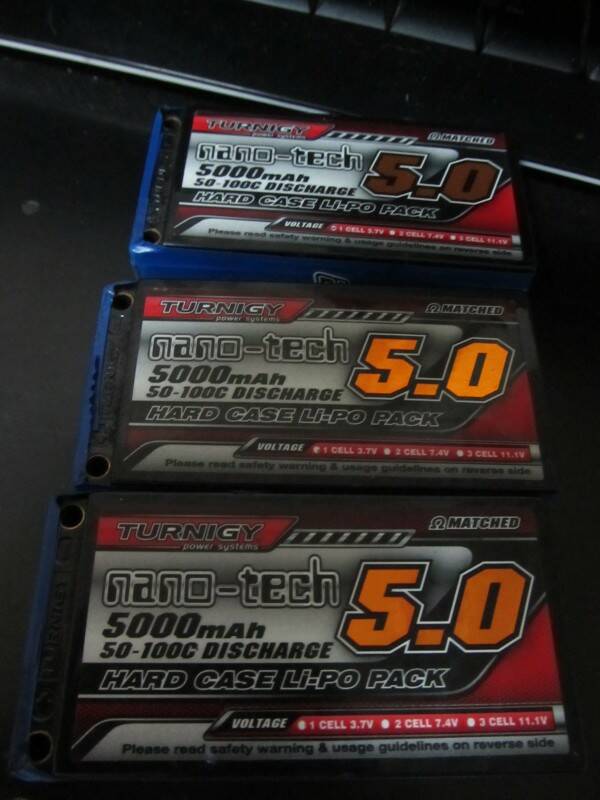 TURNIGY
power systems
Ω MATCHED
nano-tech
5.0
5000mAh
50-100C DISCHARGE
HARD CASE Li-PO PACK
VOLTAGE 1 CELL 3.7V 2 CELL 7.4V 3 CELL 11.1V
Please read safety warning & usage guidelines on reverse side
TURNIGY
power systems
Ω MATCHED
nano-tech
5.0
5000mAh
50-100C DISCHARGE
HARD CASE Li-PO PACK
VOLTAGE 1 CELL 3.7V 2 CELL 7.4V 3 CELL 11.1V
Please read safety warning & usage guidelines on reverse side
TURNIGY
power systems
Ω MATCHED
nano-tech
5.0
5000mAh
50-100C DISCHARGE
HARD CASE Li-PO PACK
VOLTAGE 1 CELL 3.7V 2 CELL 7.4V 3 CELL 11.1V
Please read safety warning & usage guidelines on reverse side
TURNIGY